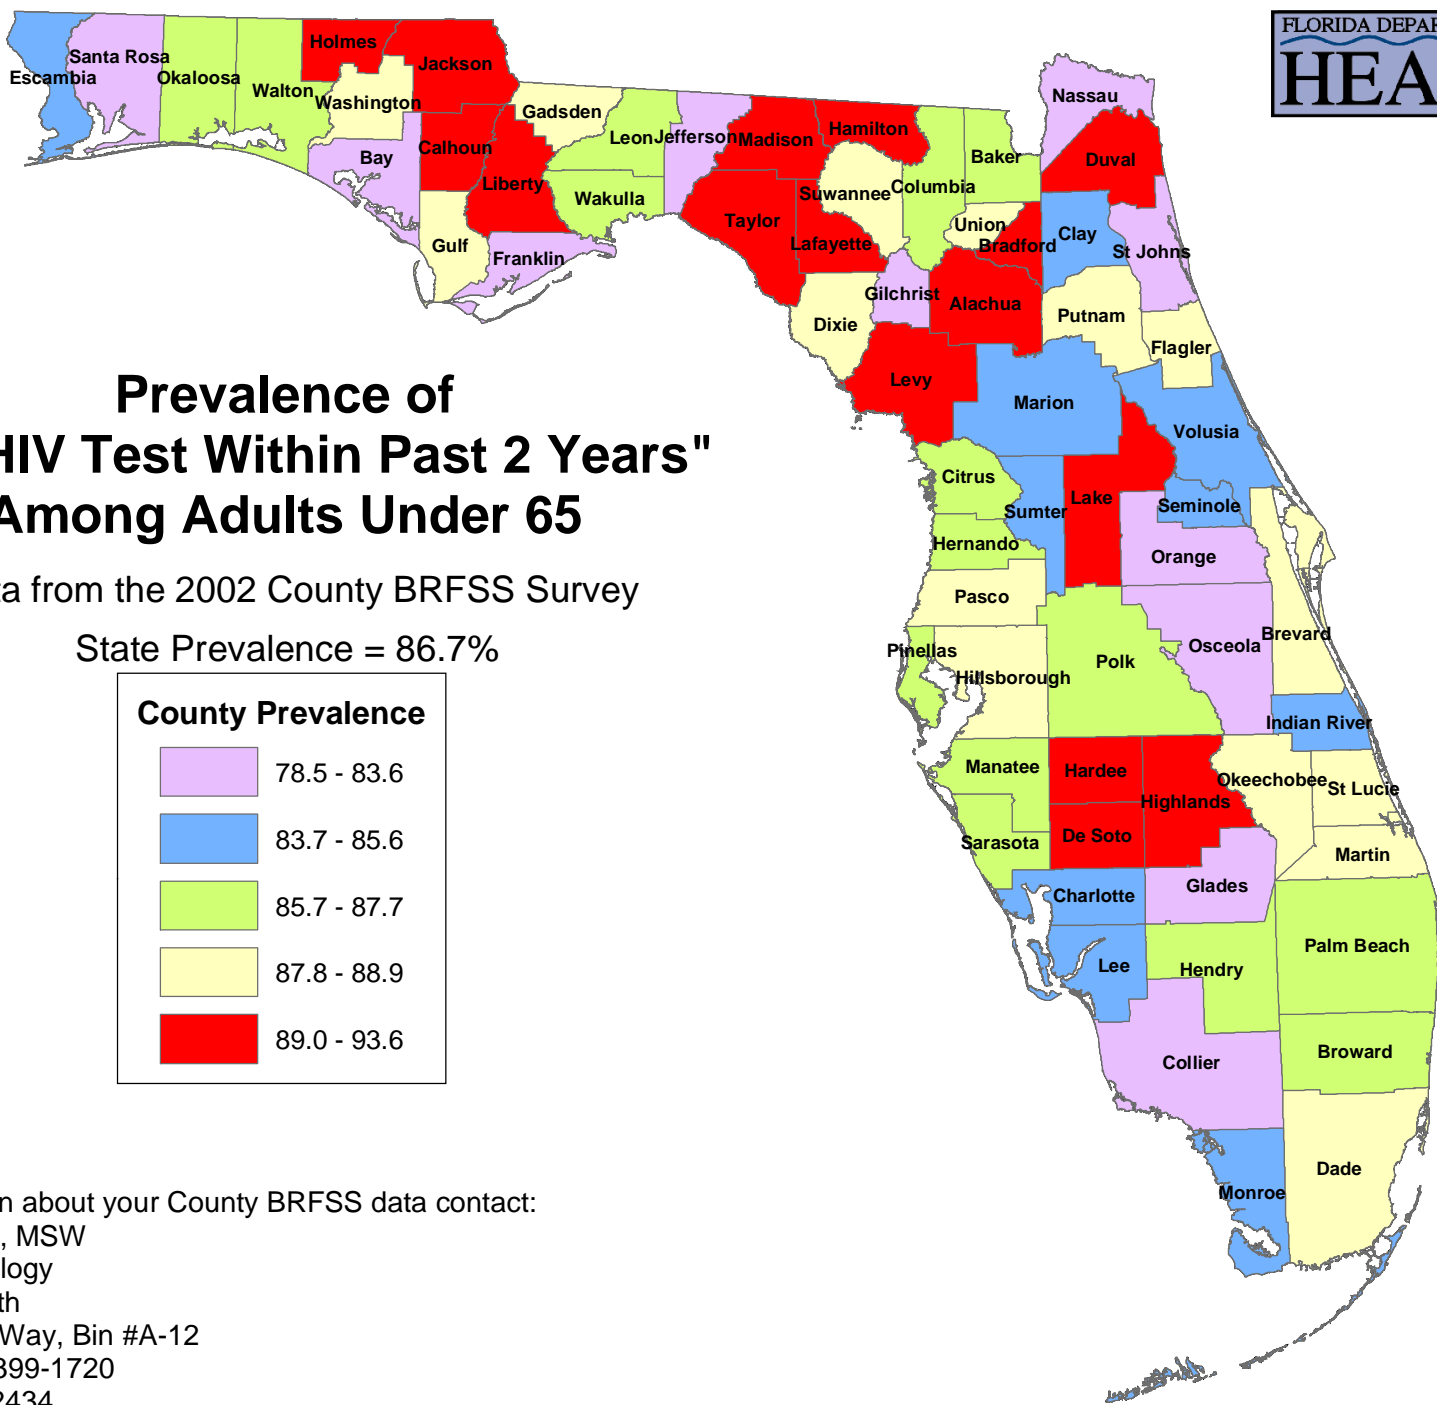 FLORIDA DEPAR
HEA
Prevalence of
HIV Test Within Past 2 Years"
Among Adults Under 65
a from the 2002 County BRFSS Survey
State Prevalence = 86.7%
County Prevalence
78.5 - 83.6
83.7 - 85.6
85.7 - 87.7
87.8 - 88.9
89.0 - 93.6
n about your County BRFSS data contact:
, MSW
logy
th
Way, Bin #A-12
399-1720
2434
Escambia
Santa Rosa
Okaloosa
Walton
Holmes
Washington
Jackson
Bay
Calhoun
Gulf
Liberty
Gadsden
Franklin
Leon
Wakulla
Jefferson
Madison
Taylor
Hamilton
Suwannee
Lafayette
Dixie
Columbia
Gilchrist
Baker
Union
Bradford
Alachua
Levy
Nassau
Duval
Clay
St Johns
Putnam
Flagler
Marion
Volusia
Citrus
Sumter
Lake
Seminole
Hernando
Orange
Pasco
Pinellas
Hillsborough
Polk
Osceola
Brevard
Indian River
Manatee
Hardee
Highlands
Okeechobee
St Lucie
Sarasota
De Soto
Martin
Charlotte
Glades
Lee
Hendry
Palm Beach
Collier
Broward
Monroe
Dade